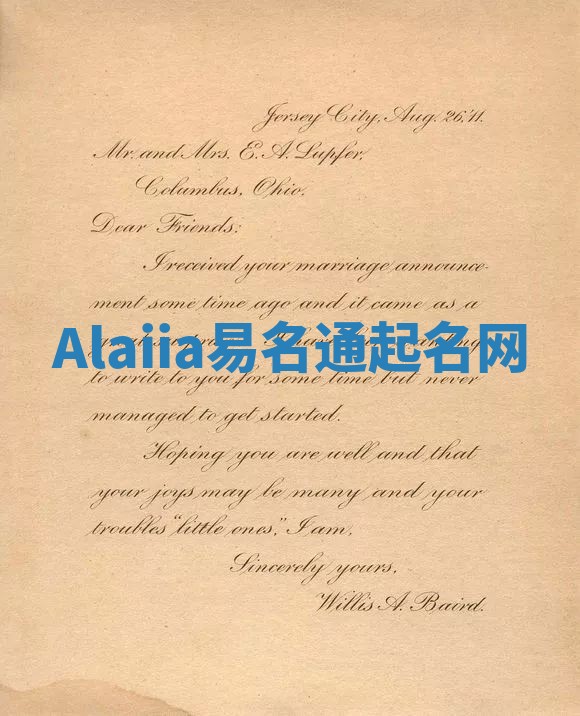 Jersey City, Aug. 26, '11.
Mr. and Mrs. E. A. Lupfer,
Columbus, Ohio.
Dear Friends:
I received your marriage announce-
ment some time ago and it came as a
Alaiia易名通起名网
to write to you for some time but never
managed to get started.
Hoping you are well and that
your joys may be many and your
troubles "little ones," I am,
Sincerely yours,
Willis A. Baird.